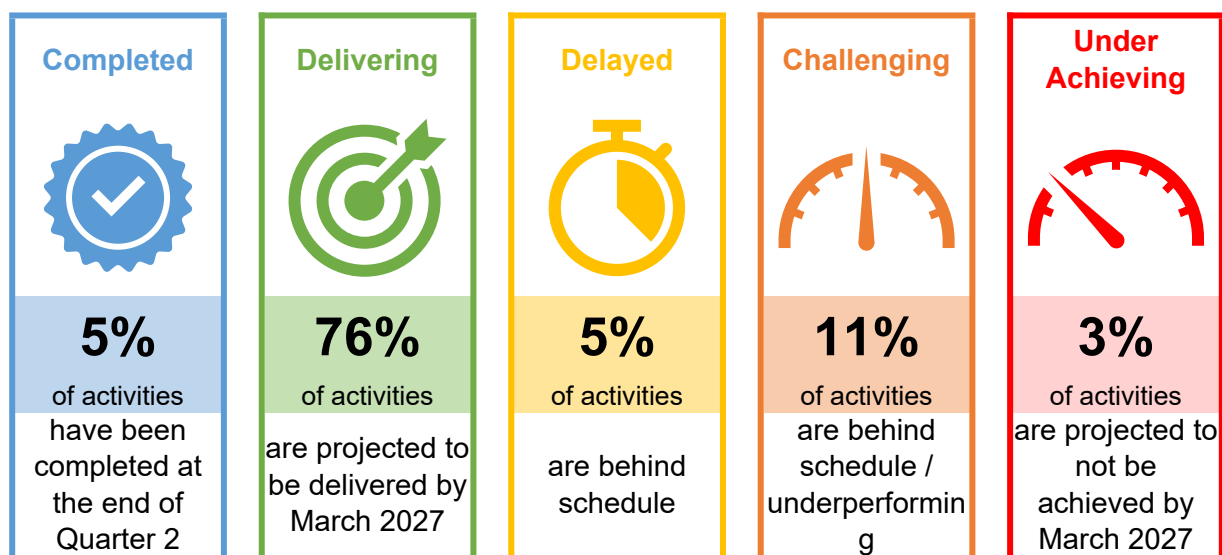 Completed
5%
of activities
have been
completed at
the end of
Quarter 2
Delivering
76%
of activities
are projected to
be delivered by
March 2027
Delayed
5%
of activities
are behind
schedule
Challenging
11%
of activities
are behind
schedule /
underperformin
g
Under
Achieving
3%
of activities
are projected to
not be
achieved by
March 2027